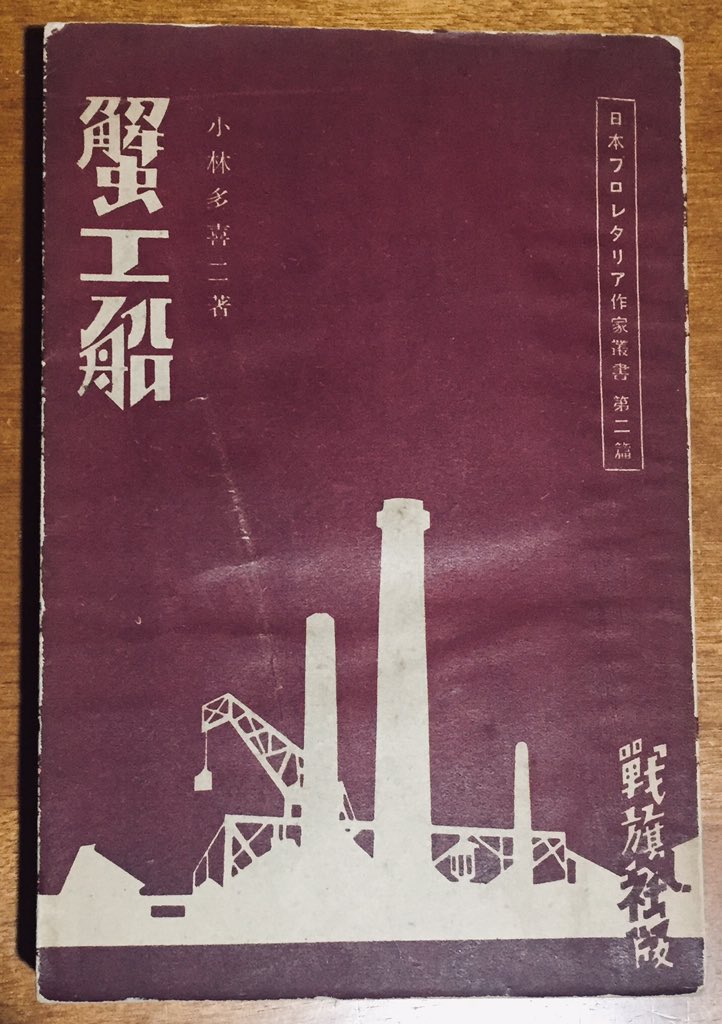 日本プロレタリア作家叢書 第二篇
小林多喜二著
蟹工船
戰旗社版